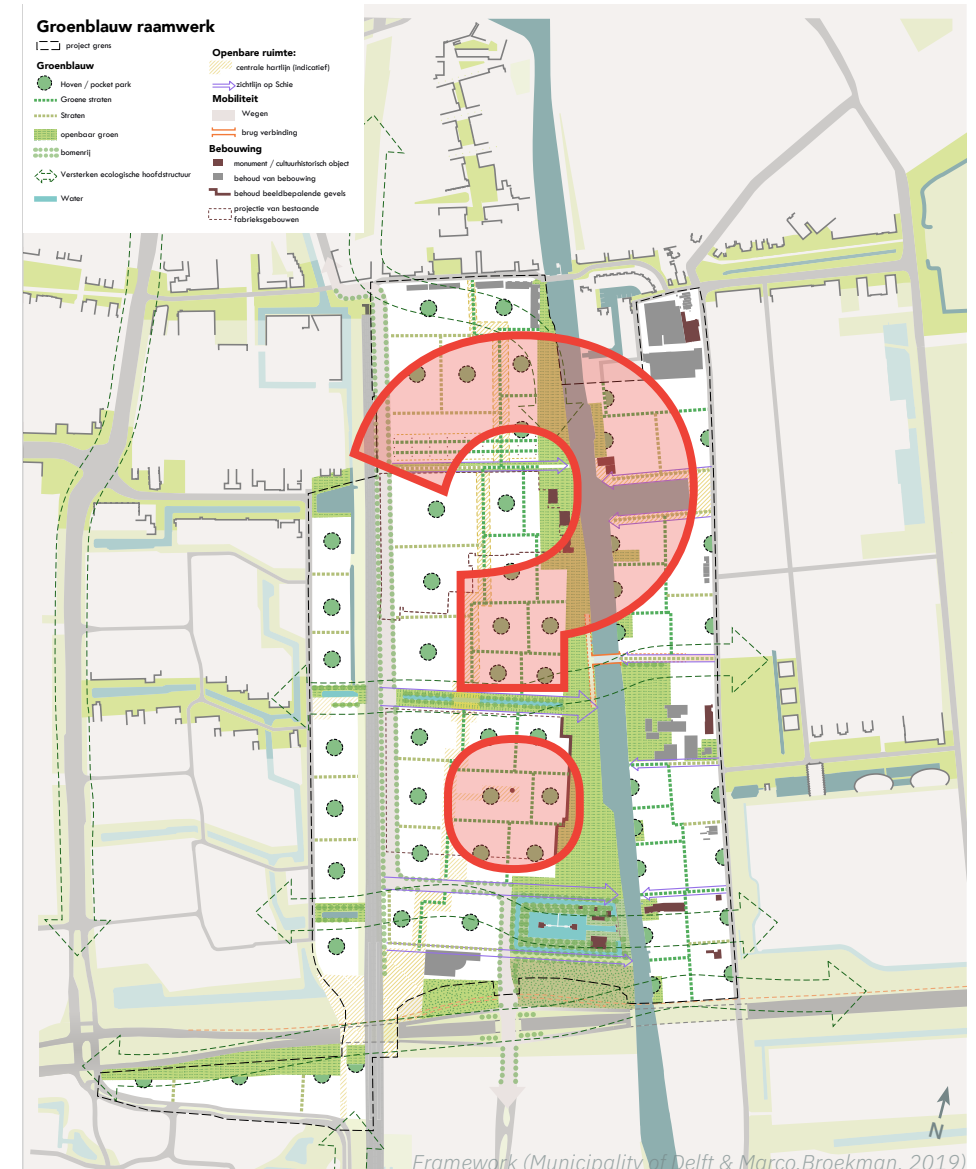 Groenblauw raamwerk
project grens
Groenblauw
Hoven / pocket park
Groene straten
Straten
openbaar groen
bomenrij
Versterken ecologische hoofdstructuur
Water
Openbare ruimte:
centrale hartlijn (indicatief)
zichtlijn op Schie
Mobiliteit
Wegen
brug verbinding
Bebouwing
monument / cultuurhistorisch object
behoud van bebouwing
behoud beeldbepalende gevels
projectie van bestaande
fabrieksgebouwen
?
N
Framework (Municipality of Delft & Marco.Broekman, 2019)